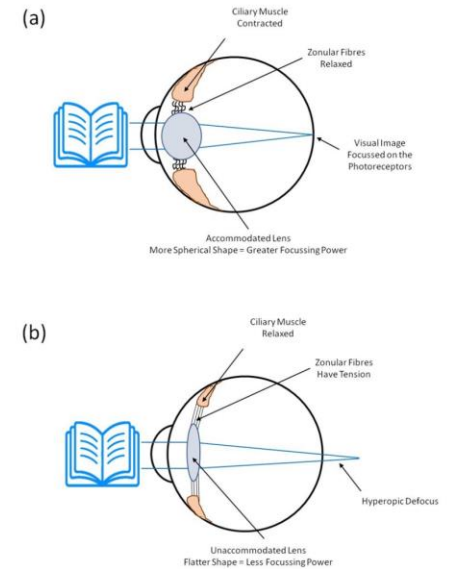 (a)
Ciliary Muscle
Contracted
Zonular Fibres
Relaxed
Visual Image
Focussed on the
Photoreceptors
Accommodated Lens
More Spherical Shape = Greater Focussing Power
(b)
Ciliary Muscle
Relaxed
Zonular Fibres
Have Tension
Hyperopic Defocus
Unaccommodated Lens
Flatter Shape = Less Focussing Power